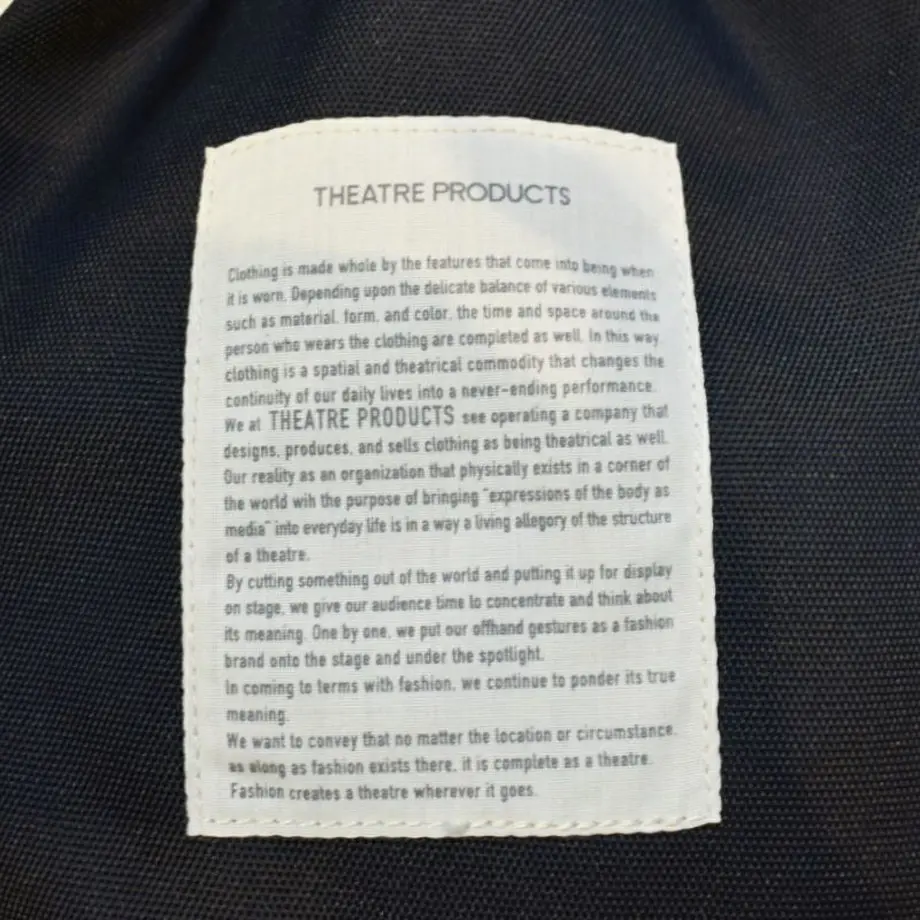 THEATRE PRODUCTS
Clothing is made whole by the features that come into being when
it is worn. Depending upon the delicate balance of various elements
such as material, form, and color, the time and space around the
person who wears the clothing are completed as well. In this way
clothing is a spatial and theatrical commodity that changes the
continuity of our daily lives into a never-ending performance.
We at THEATRE PRODUCTS see operating a company that
designs, produces, and sells clothing as being theatrical as well.
Our reality as an organization that physically exists in a corner of
the world wih the purpose of bringing "expressions of the body as
media" into everyday life is in a way a living allegory of the structure
of a theatre.
By cutting something out of the world and putting it up for display
on stage, we give our audience time to concentrate and think about
its meaning. One by one, we put our offhand gestures as a fashion
brand onto the stage and under the spotlight.
In coming to terms with fashion, we continue to ponder its true
meaning.
We want to convey that no matter the location or circumstance,
as along as fashion exists there, it is complete as a theatre.
Fashion creates a theatre wherever it goes.